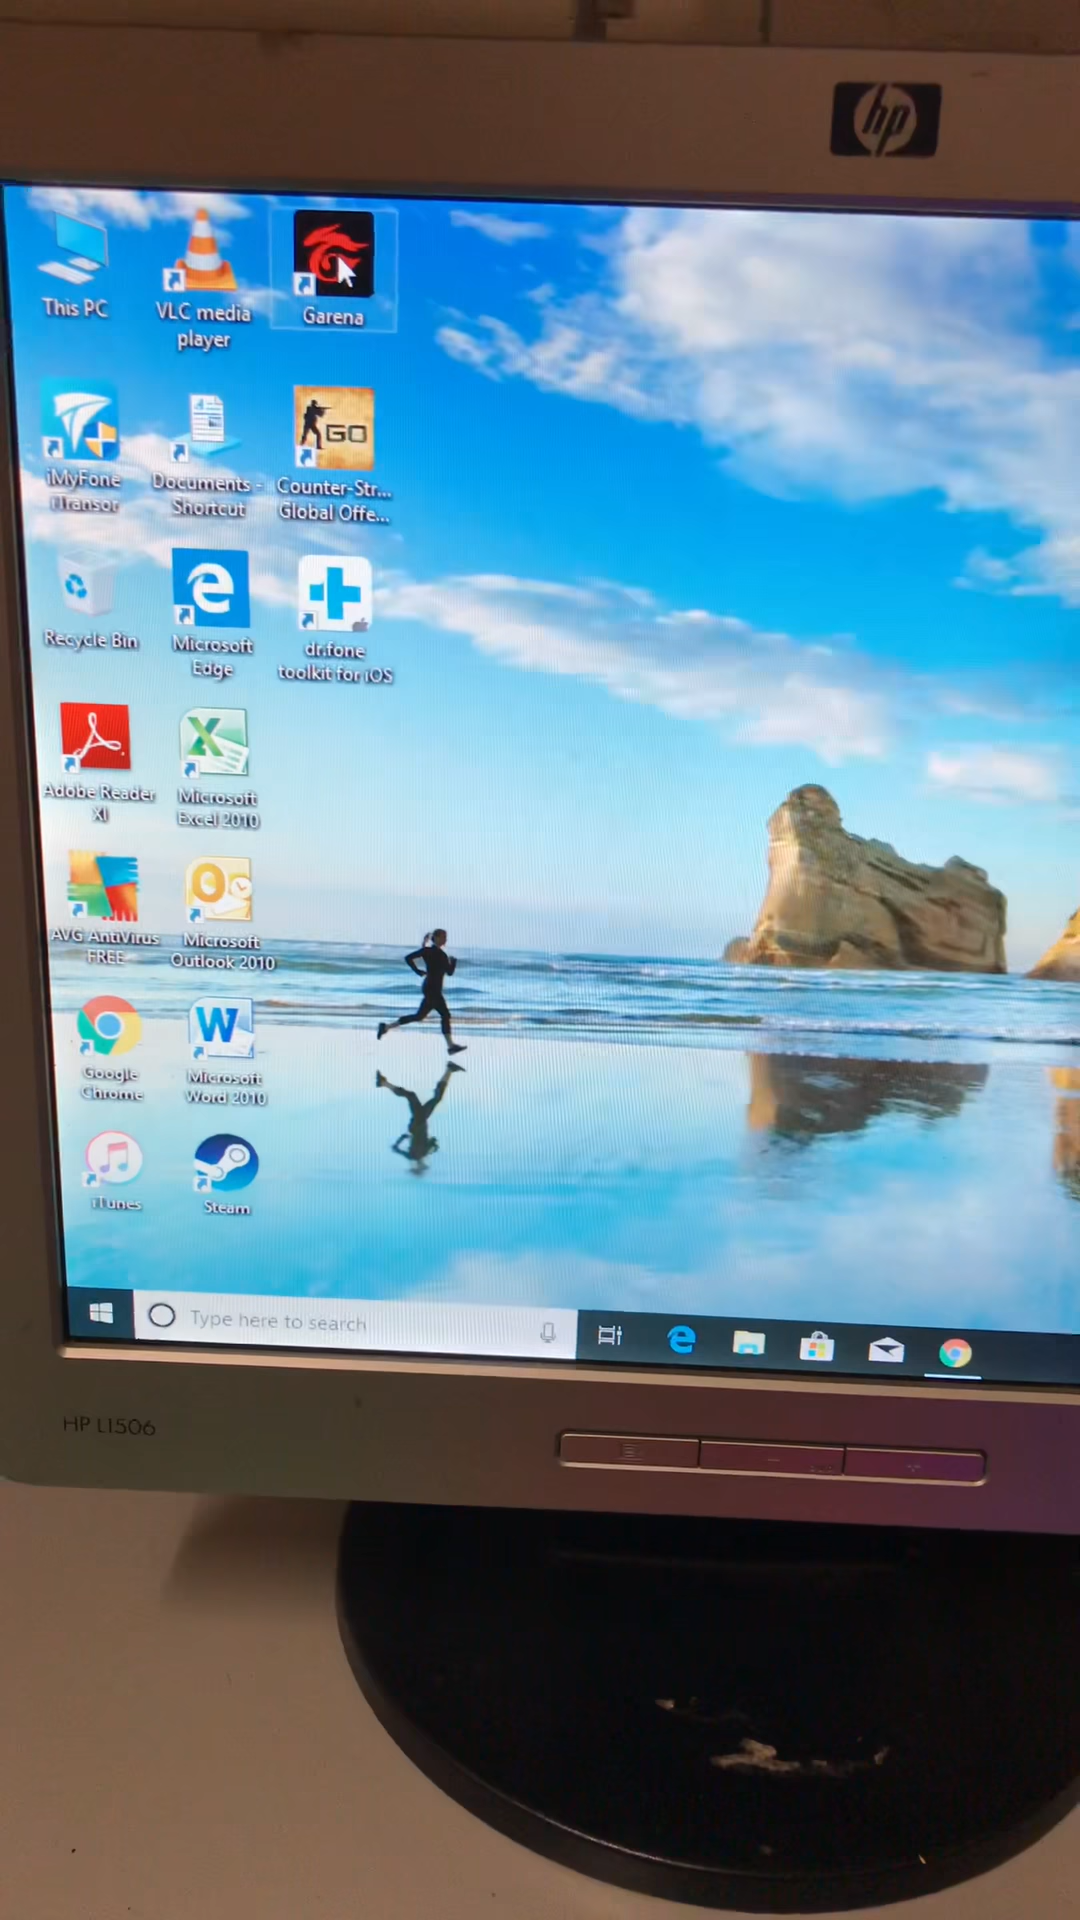 hp
This PC
VLC media
player
Garena
iMyFone
iTransor
Documents -
Shortcut
GO
Counter-Str...
Global Offe...
Recycle Bin
Microsoft
Edge
dr.fone
toolkit for iOS
Adobe Reader
XI
Microsoft
Excel 2010
AVG AntiVirus
FREE
Microsoft
Outlook 2010
Google
Chrome
W
Microsoft
Word 2010
iTunes
Steam
Type here to search
HP L1506